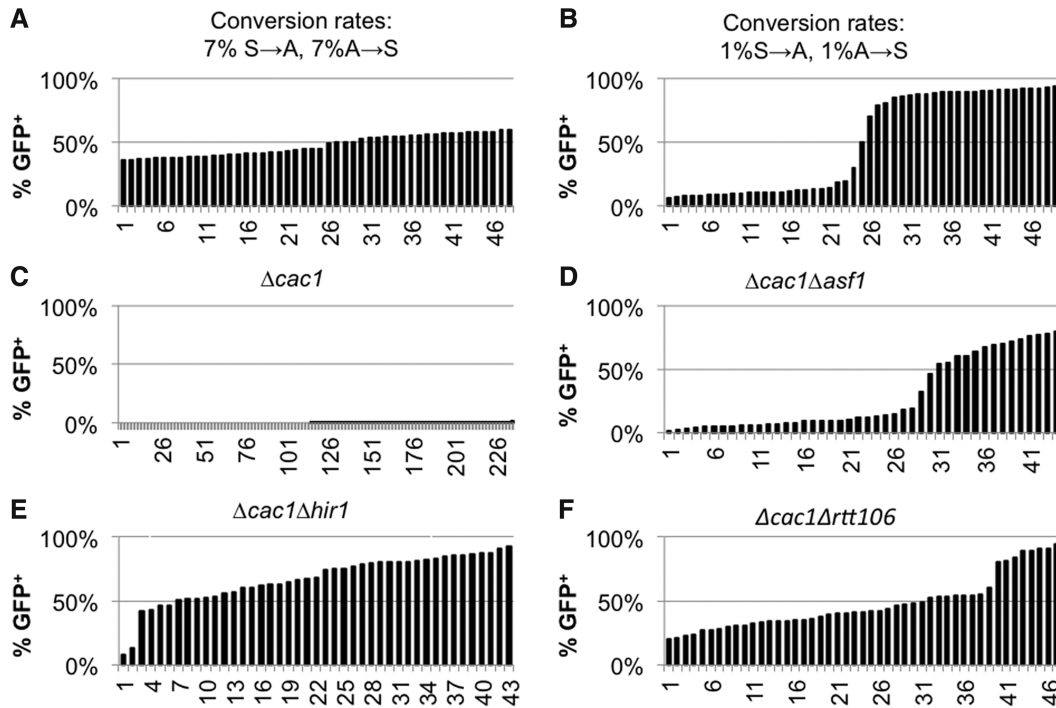 A
Conversion rates:
7% S→A, 7%A→S
% GFP+
100%
50%
0%
1 6 11 16 21 26 31 36 41 46
B
Conversion rates:
1%S→A, 1%A→S
% GFP+
100%
50%
0%
1 6 11 16 21 26 31 36 41 46
C
Δcac1
% GFP+
100%
50%
0%
1 26 51 76 101 126 151 176 201 226
D
Δcac1Δasf1
% GFP+
100%
50%
0%
1 6 11 16 21 26 31 36 41
E
Δcac1Δhir1
% GFP+
100%
50%
0%
1 4 7 10 13 16 19 22 25 28 31 34 37 40 43
F
Δcac1Δrtt106
% GFP+
100%
50%
0%
1 6 11 16 21 26 31 36 41 46